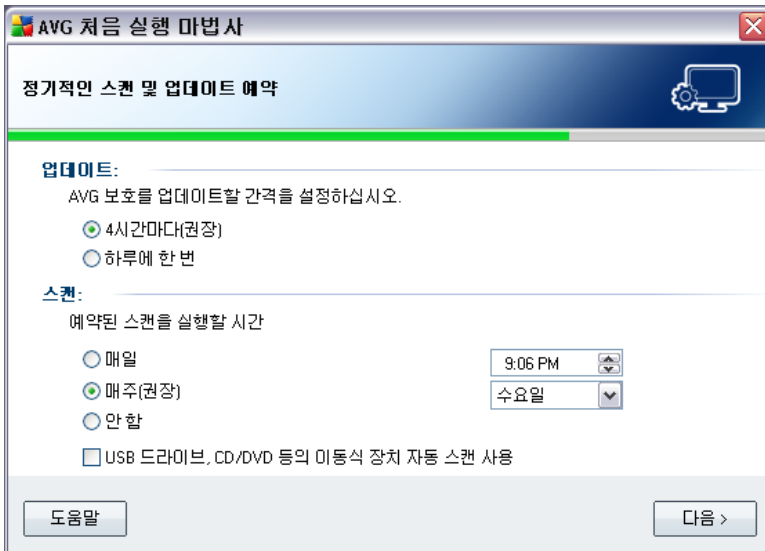 AVG 처음 실행 마법사
정기적인 스캔 및 업데이트 예약
업데이트:
AVG 보호를 업데이트할 간격을 설정하십시오.
4시간마다(권장)
하루에 한 번
스캔:
예약된 스캔을 실행할 시간
매일
9:06 PM
매주(권장)
수요일
안 함
USB 드라이브, CD/DVD 등의 이동식 장치 자동 스캔 사용
도움말
다음 >